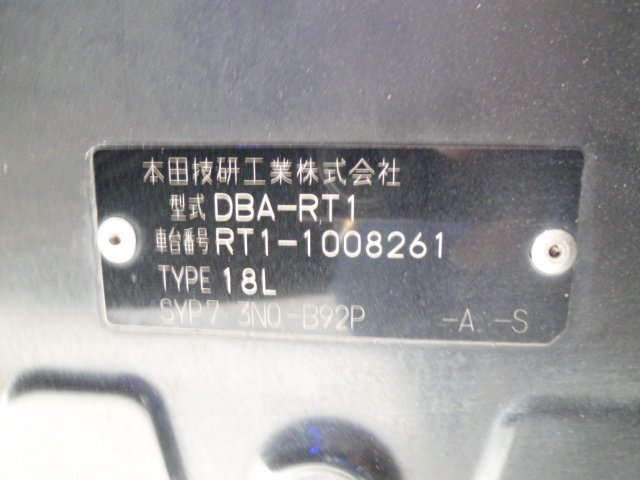 本田技研工業株式会社
型式 DBA-RT1
車台番号 RT1-1008261
TYPE 18L
SYP7 3N0-B92P -A -S